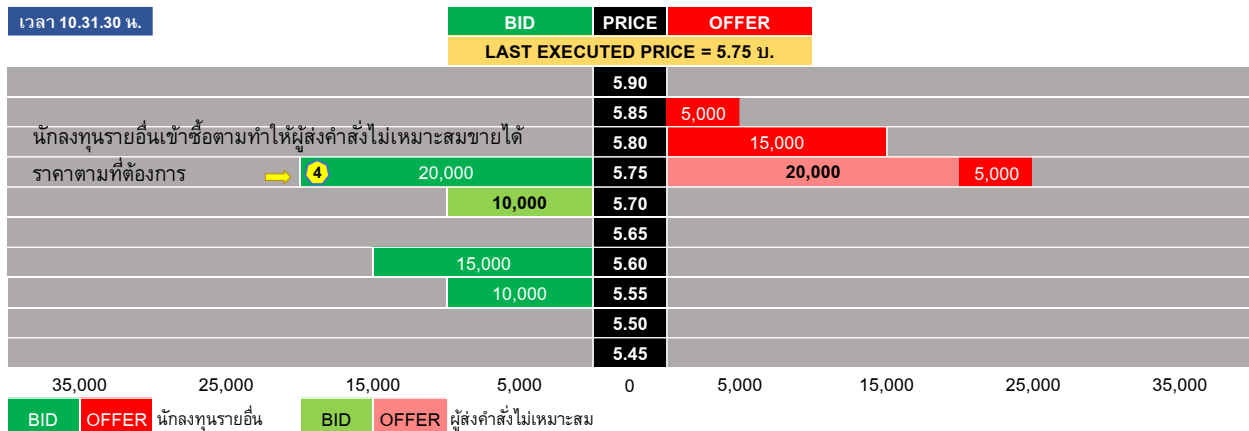 เวลา 10.31.30 น. BID PRICE OFFER
LAST EXECUTED PRICE = 5.75 บ.
5.90
5.85 5,000
นักลงทุนรายอื่นเข้าซื้อตามทำให้ผู้ส่งคำสั่งไม่เหมาะสมขายได้ 5.80 15,000
ราคาตามที่ต้องการ 4 20,000 5.75 20,000 5,000
10,000 5.70
5.65
15,000 5.60
10,000 5.55
5.50
5.45
35,000 25,000 15,000 5,000 0 5,000 15,000 25,000 35,000
BID OFFER นักลงทุนรายอื่น BID OFFER ผู้ส่งคำสั่งไม่เหมาะสม